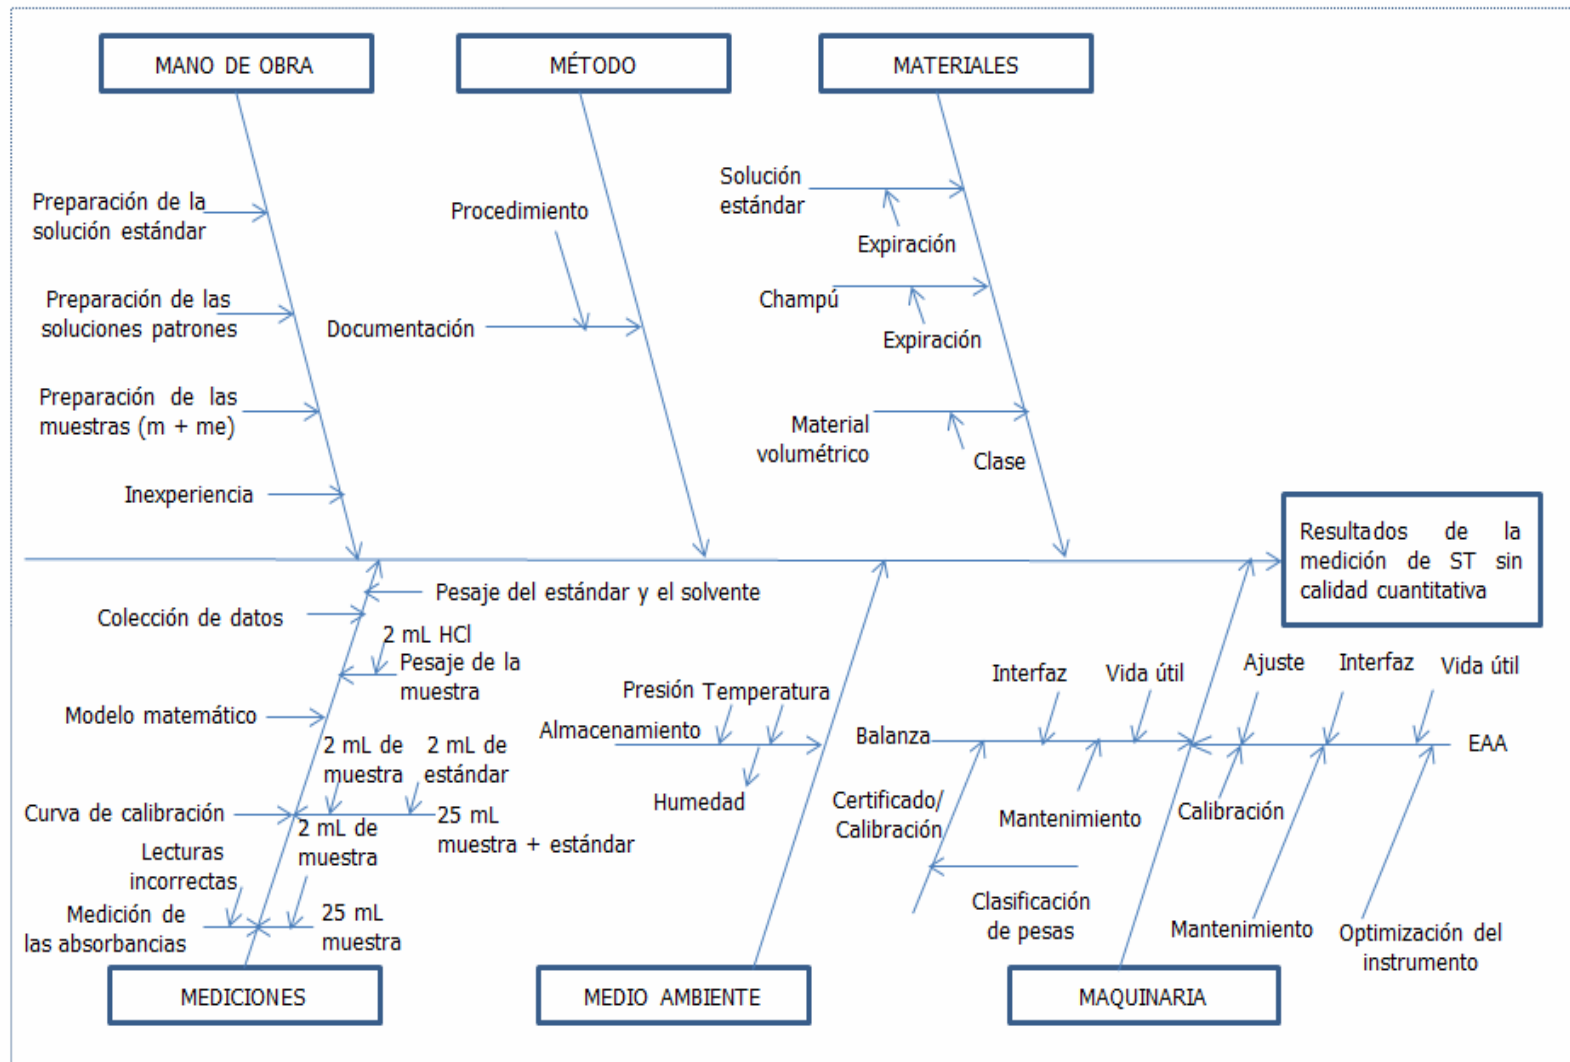 MANO DE OBRA
MÉTODO
MATERIALES
Preparación de la
solución estándar
Preparación de las
soluciones patrones
Preparación de las
muestras (m + me)
Inexperiencia
Procedimiento
Documentación
Solución
estándar
Expiración
Champú
Expiración
Material
volumétrico
Clase
Resultados de la
medición de ST sin
calidad cuantitativa
Pesaje del estándar y el solvente
Colección de datos
2 mL HCl
Pesaje de la
muestra
Modelo matemático
2 mL de
muestra
2 mL de
estándar
Curva de calibración
25 mL
muestra + estándar
2 mL de
muestra
Lecturas
incorrectas
Medición de
las absorbancias
25 mL
muestra
Presión
Temperatura
Almacenamiento
Humedad
Interfaz
Vida útil
Balanza
Certificado/
Calibración
Mantenimiento
Clasificación
de pesas
Ajuste
Interfaz
Vida útil
EAA
Calibración
Mantenimiento
Optimización del
instrumento
MEDICIONES
MEDIO AMBIENTE
MAQUINARIA